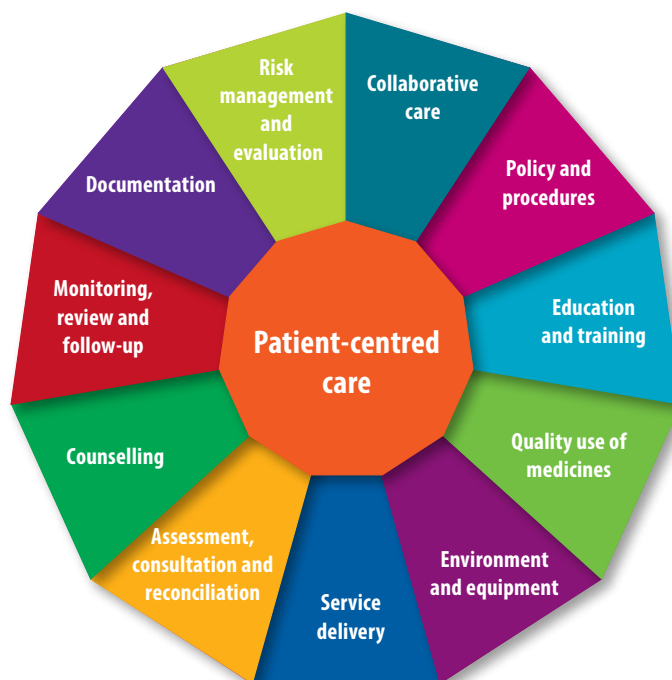 Risk
management
and
evaluation
Collaborative
care
Policy and
procedures
Education
and training
Quality use of
medicines
Environment
and equipment
Service
delivery
Assessment,
consultation and
reconciliation
Counselling
Monitoring,
review and
follow-up
Documentation
Patient-centred
care